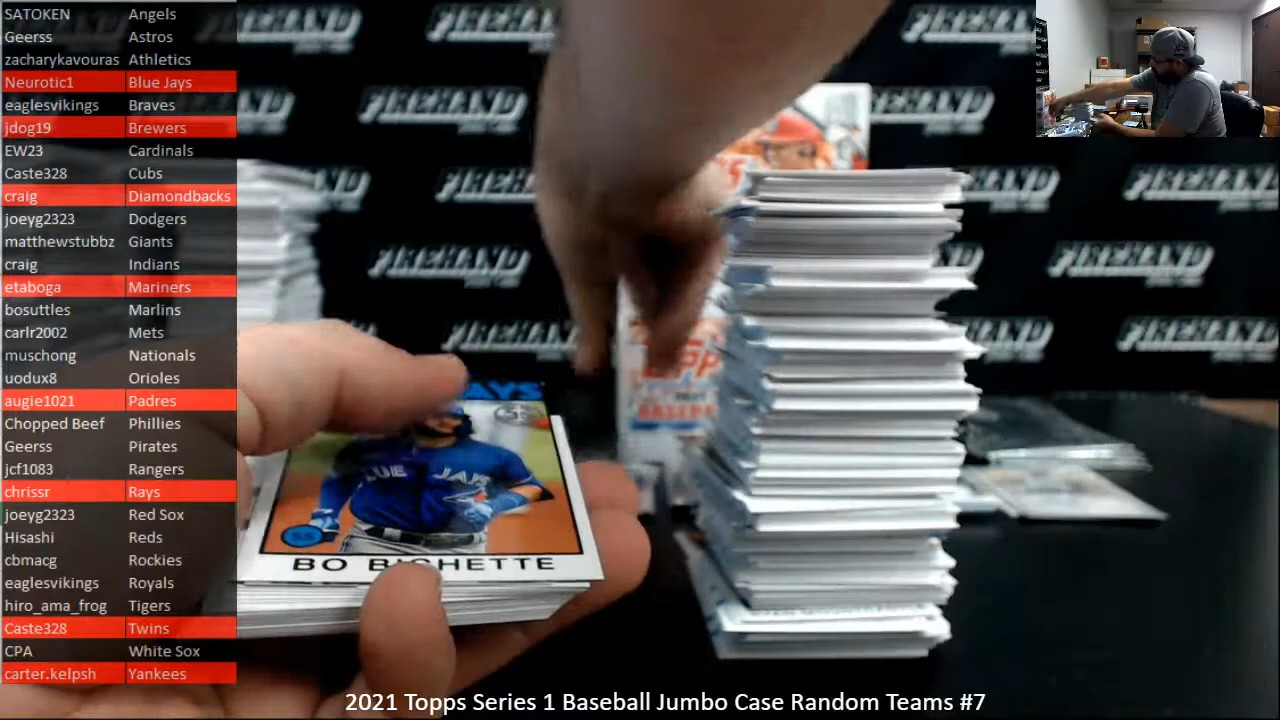 SATOKEN Angels
Geerss Astros
zacharykavouras Athletics
Neurotic1 Blue Jays
eaglesvikings Braves
jdog19 Brewers
EW23 Cardinals
Caste328 Cubs
craig Diamondbacks
joeyg2323 Dodgers
matthewstubbz Giants
craig Indians
etaboga Mariners
bosuttles Marlins
carlr2002 Mets
muschong Nationals
uodux8 Orioles
augie1021 Padres
Chopped Beef Phillies
Geerss Pirates
jcf1083 Rangers
chrissr Rays
joeyg2323 Red Sox
Hisashi Reds
cbmacg Rockies
eaglesvikings Royals
hiro_ama_frog Tigers
Caste328 Twins
CPA White Sox
carter.kelpsh Yankees
FIREHAND
FIREHAND
FIREHAND
FIREHAND
SS
BO BICHETTE
2021 Topps Series 1 Baseball Jumbo Case Random Teams #7